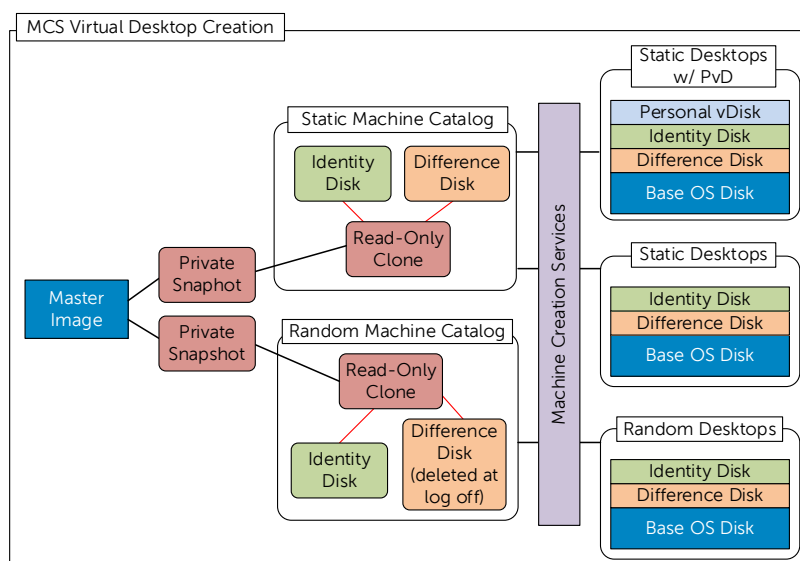 MCS Virtual Desktop Creation
Static Machine Catalog
Identity
Disk
Difference
Disk
Read-Only
Clone
Private
Snaphot
Master
Image
Private
Snapshot
Random Machine Catalog
Read-Only
Clone
Identity
Disk
Difference
Disk
(deleted at
log off)
Machine Creation Services
Static Desktops
w/ PvD
Personal vDisk
Identity Disk
Difference Disk
Base OS Disk
Static Desktops
Identity Disk
Difference Disk
Base OS Disk
Random Desktops
Identity Disk
Difference Disk
Base OS Disk